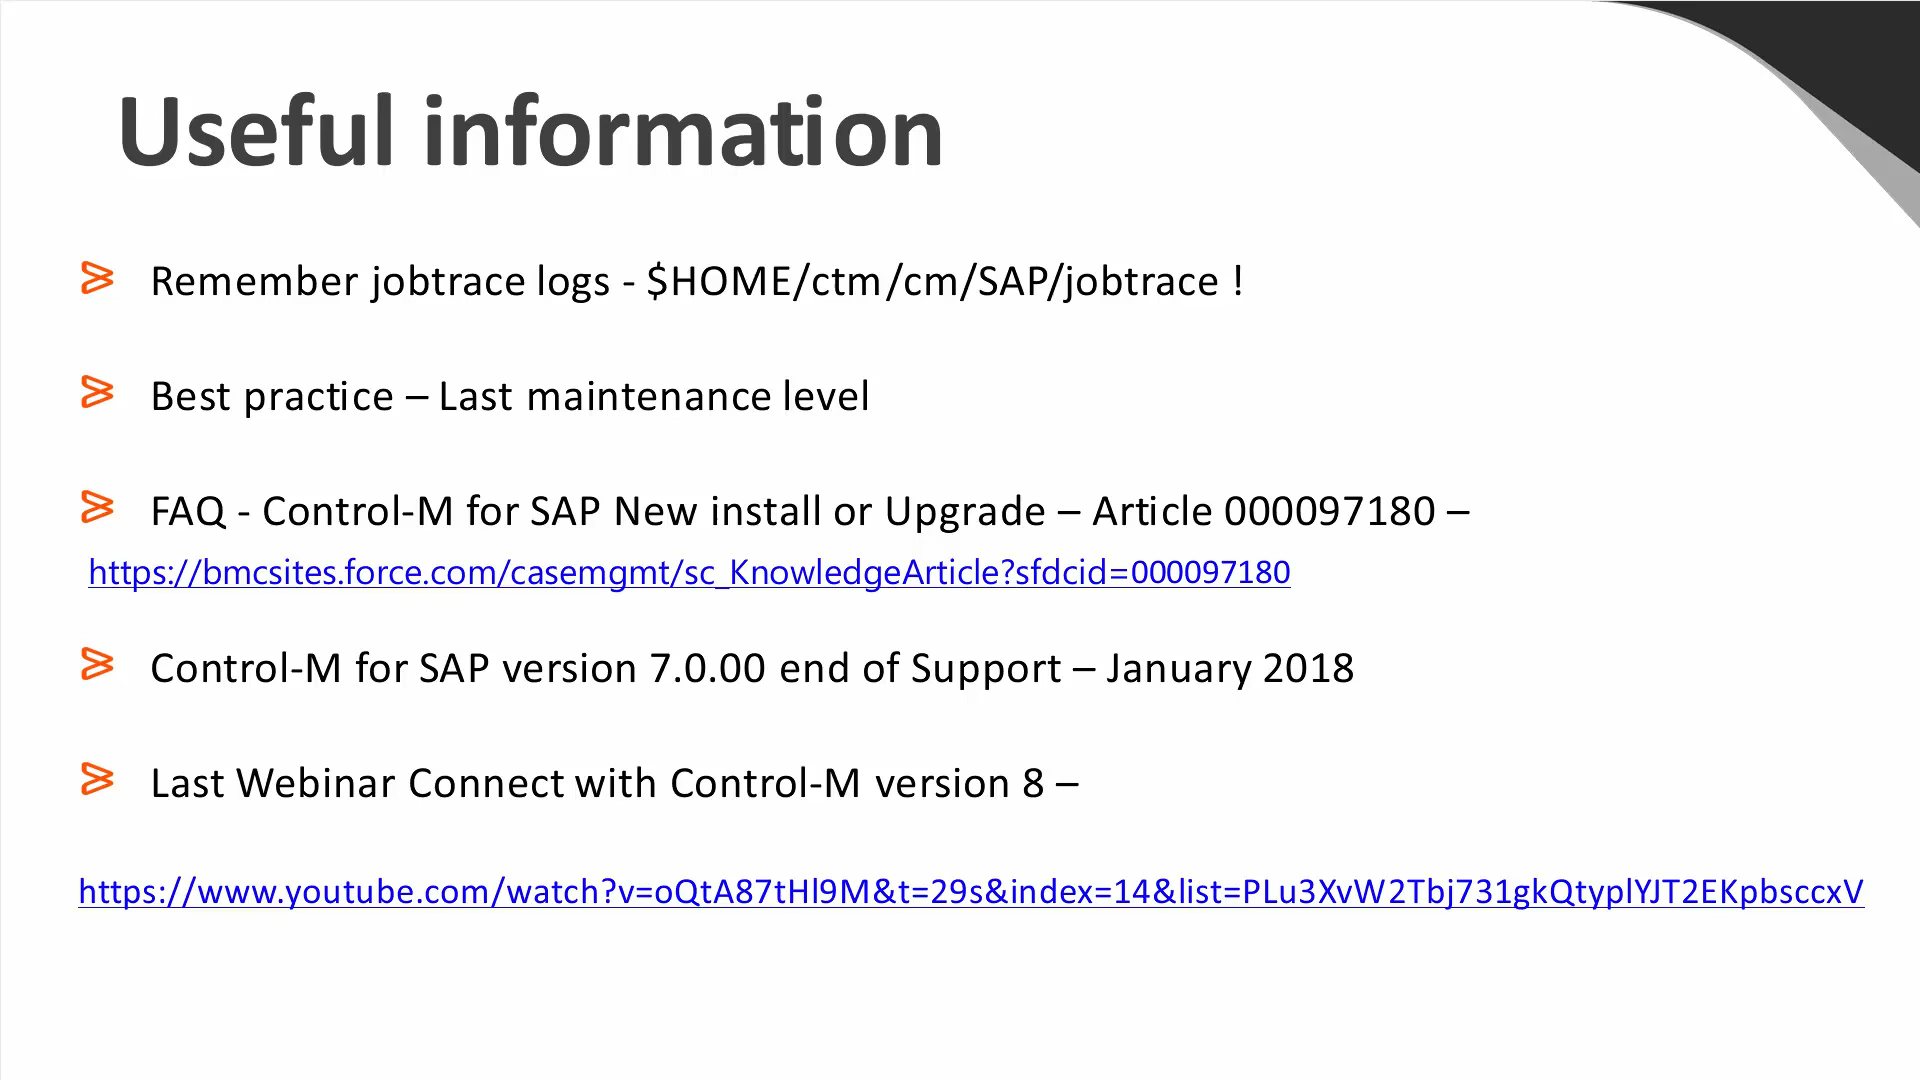 Useful information
Remember jobtrace logs - $HOME/ctm/cm/SAP/jobtrace !
Best practice – Last maintenance level
FAQ - Control-M for SAP New install or Upgrade – Article 000097180 –
https://bmcsites.force.com/casemgmt/sc_KnowledgeArticle?sfdcid=000097180
Control-M for SAP version 7.0.00 end of Support – January 2018
Last Webinar Connect with Control-M version 8 –
https://www.youtube.com/watch?v=oQtA87tHl9M&t=29s&index=14&list=PLu3XvW2Tbj731gkQtyplYJT2EKpbsccxV